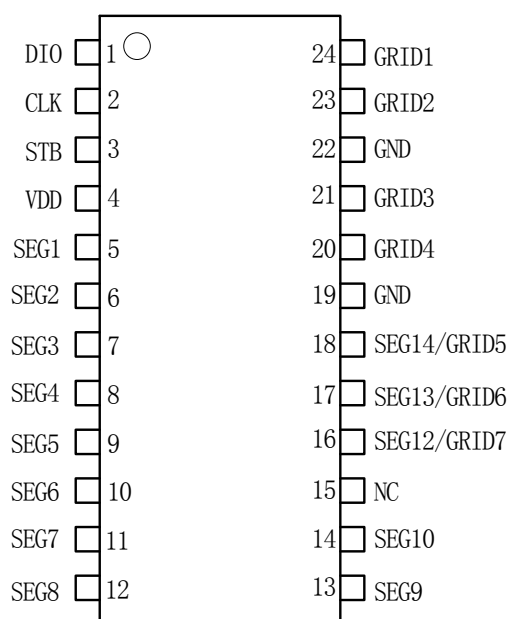 DIO 1 24 GRID1
CLK 2 23 GRID2
STB 3 22 GND
VDD 4 21 GRID3
SEG1 5 20 GRID4
SEG2 6 19 GND
SEG3 7 18 SEG14/GRID5
SEG4 8 17 SEG13/GRID6
SEG5 9 16 SEG12/GRID7
SEG6 10 15 NC
SEG7 11 14 SEG10
SEG8 12 13 SEG9